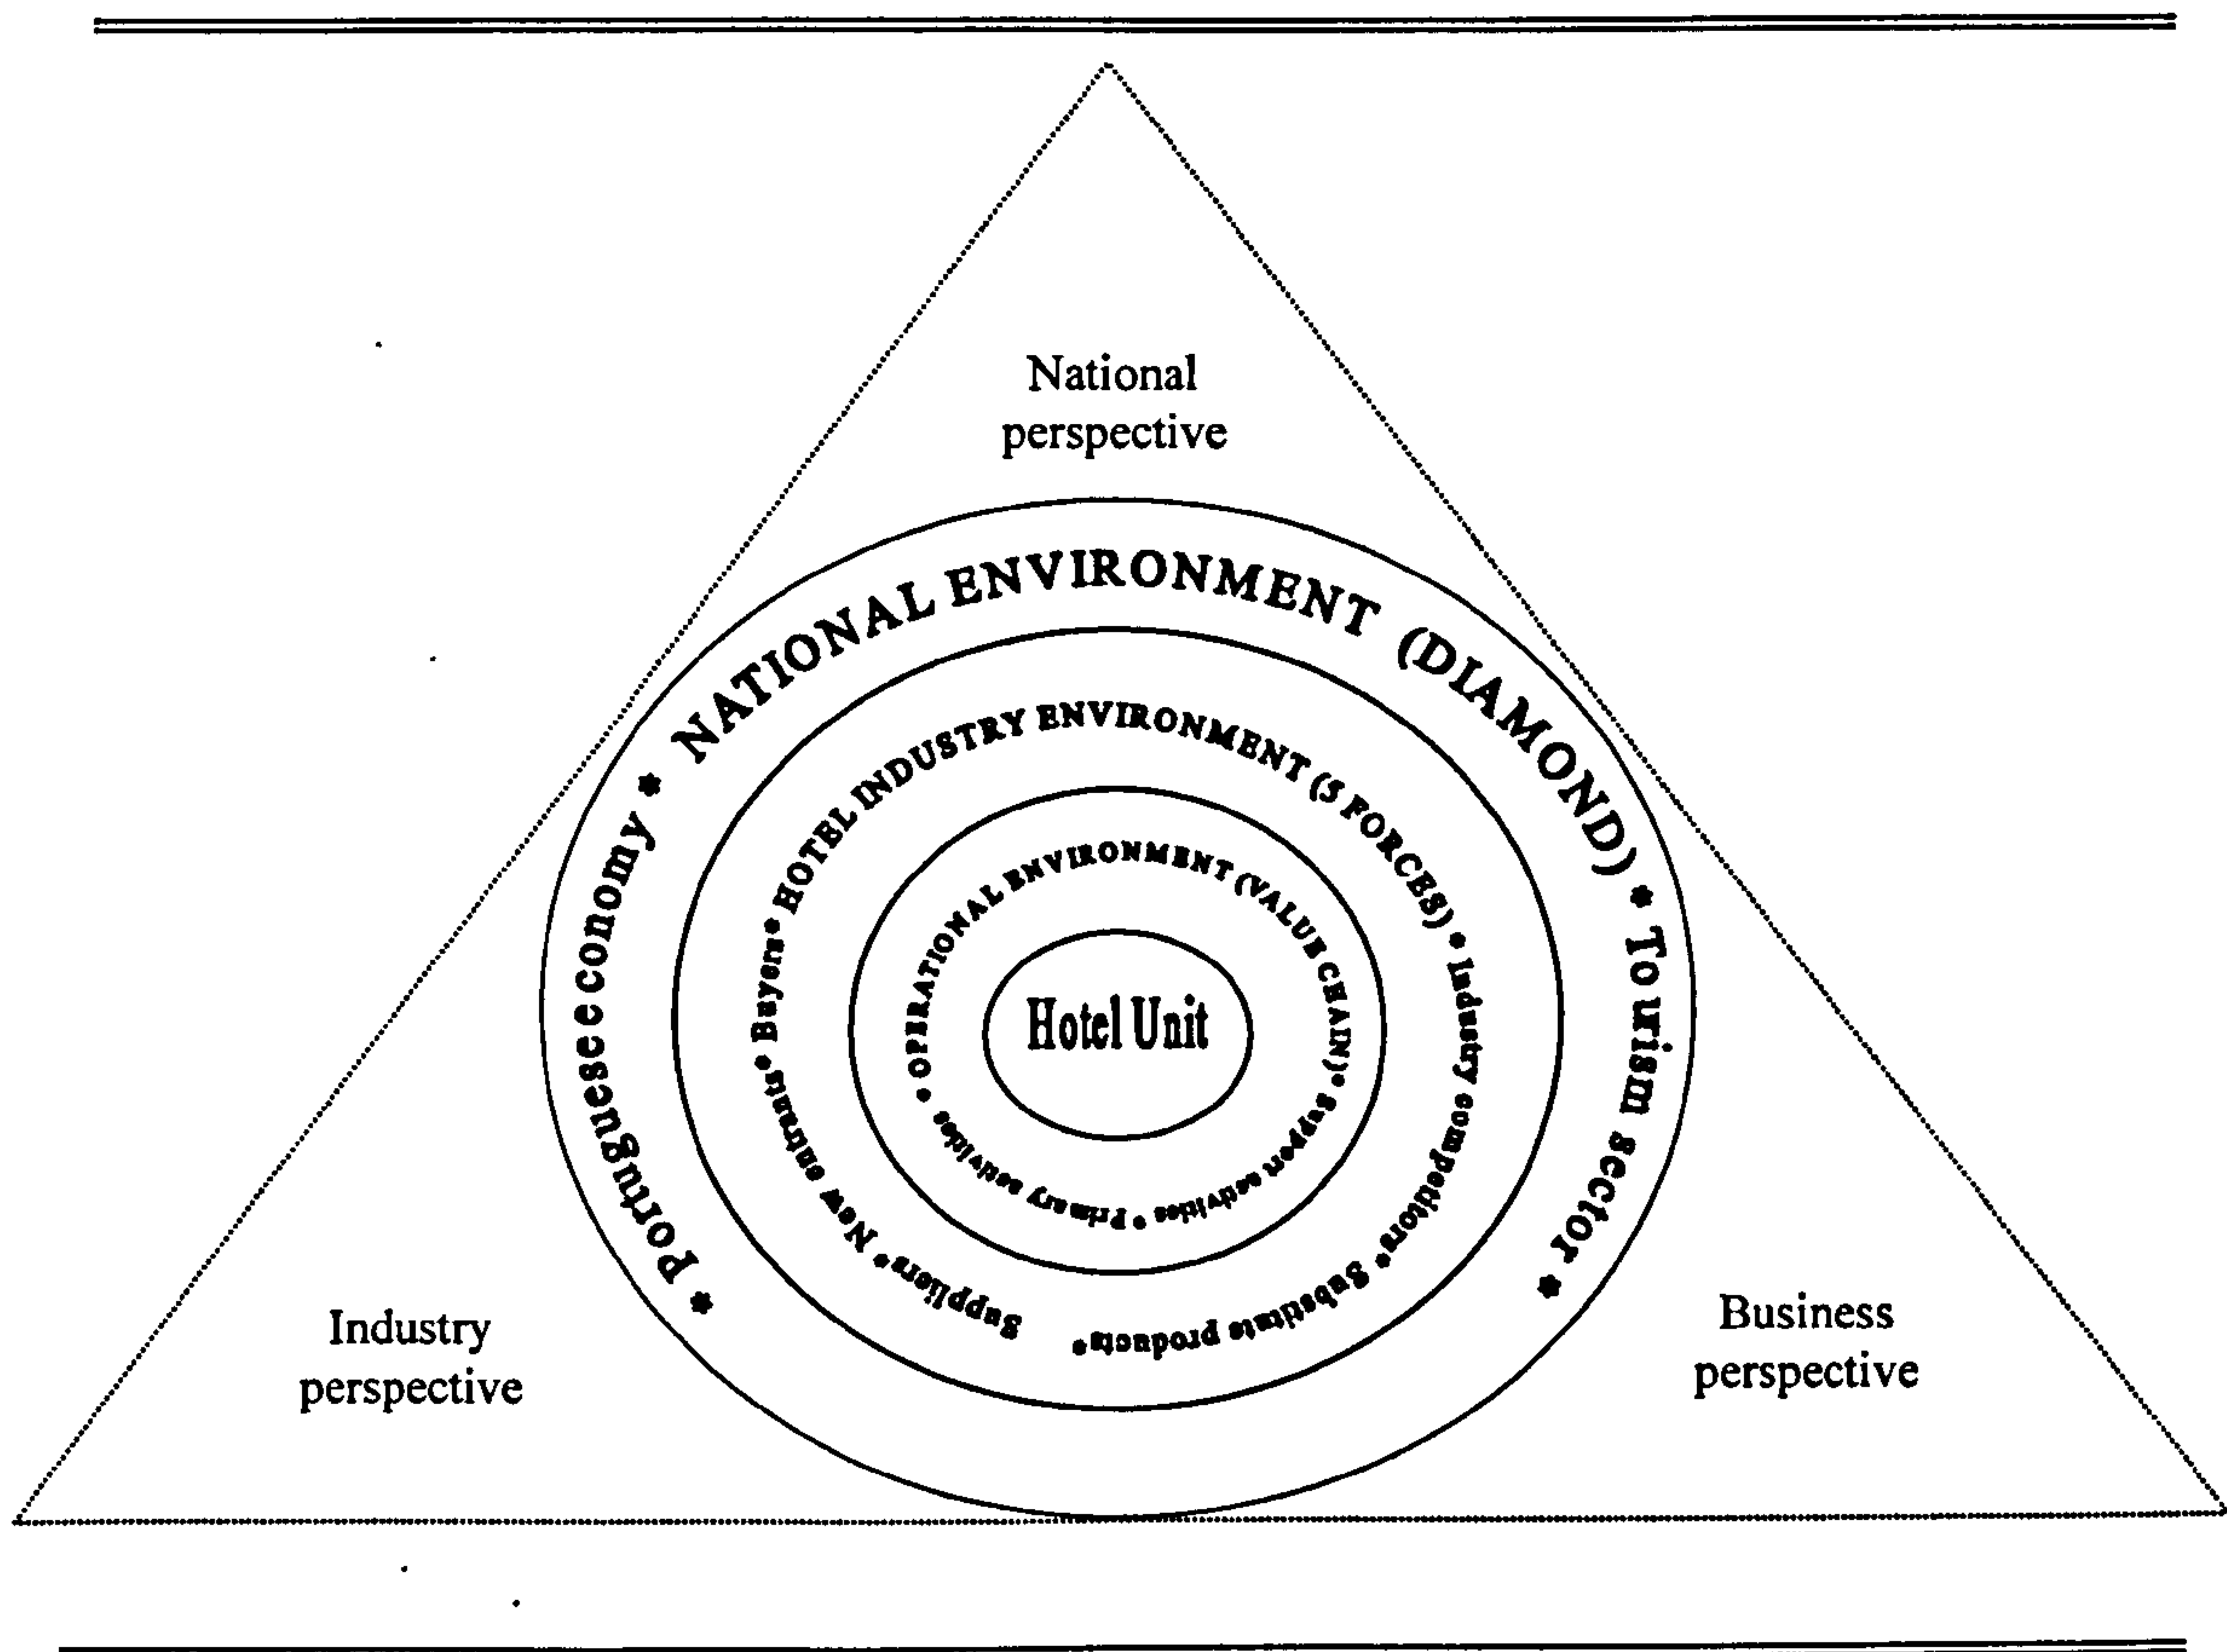 National
perspective
* NATIONAL ENVIRONMENT (DIAMOND) * Tourism sector *
* Portuguese economy
HOTEL INDUSTRY ENVIRONMENT (5 FORCES) • Industry competitors • Substitute products •
Suppliers • New entrants • Buyers •
OPERATIONAL ENVIRONMENT (VALUE CHAIN) • Support activities • Primary activities •
Hotel Unit
Industry
perspective
Business
perspective